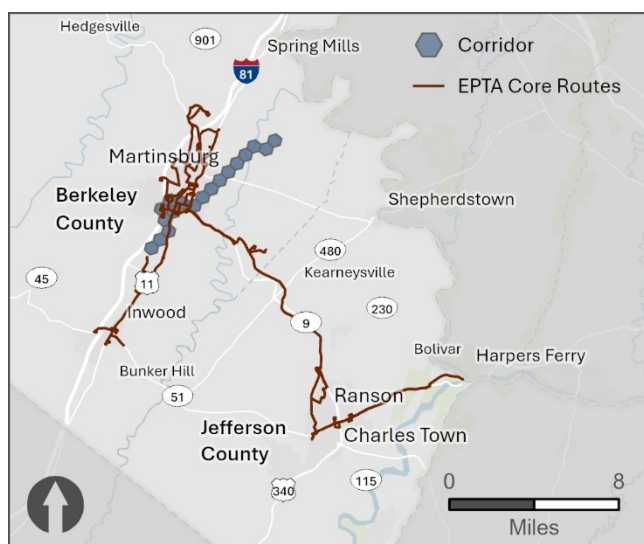 Hedgesville
901
Spring Mills
81
Corridor
EPTA Core Routes
Martinsburg
Berkeley
County
Shepherdstown
480
Kearneysville
45
11
230
Inwood
9
Bolivar
Harpers Ferry
Bunker Hill
51
Ranson
Jefferson
County
Charles Town
340
115
0
8
Miles